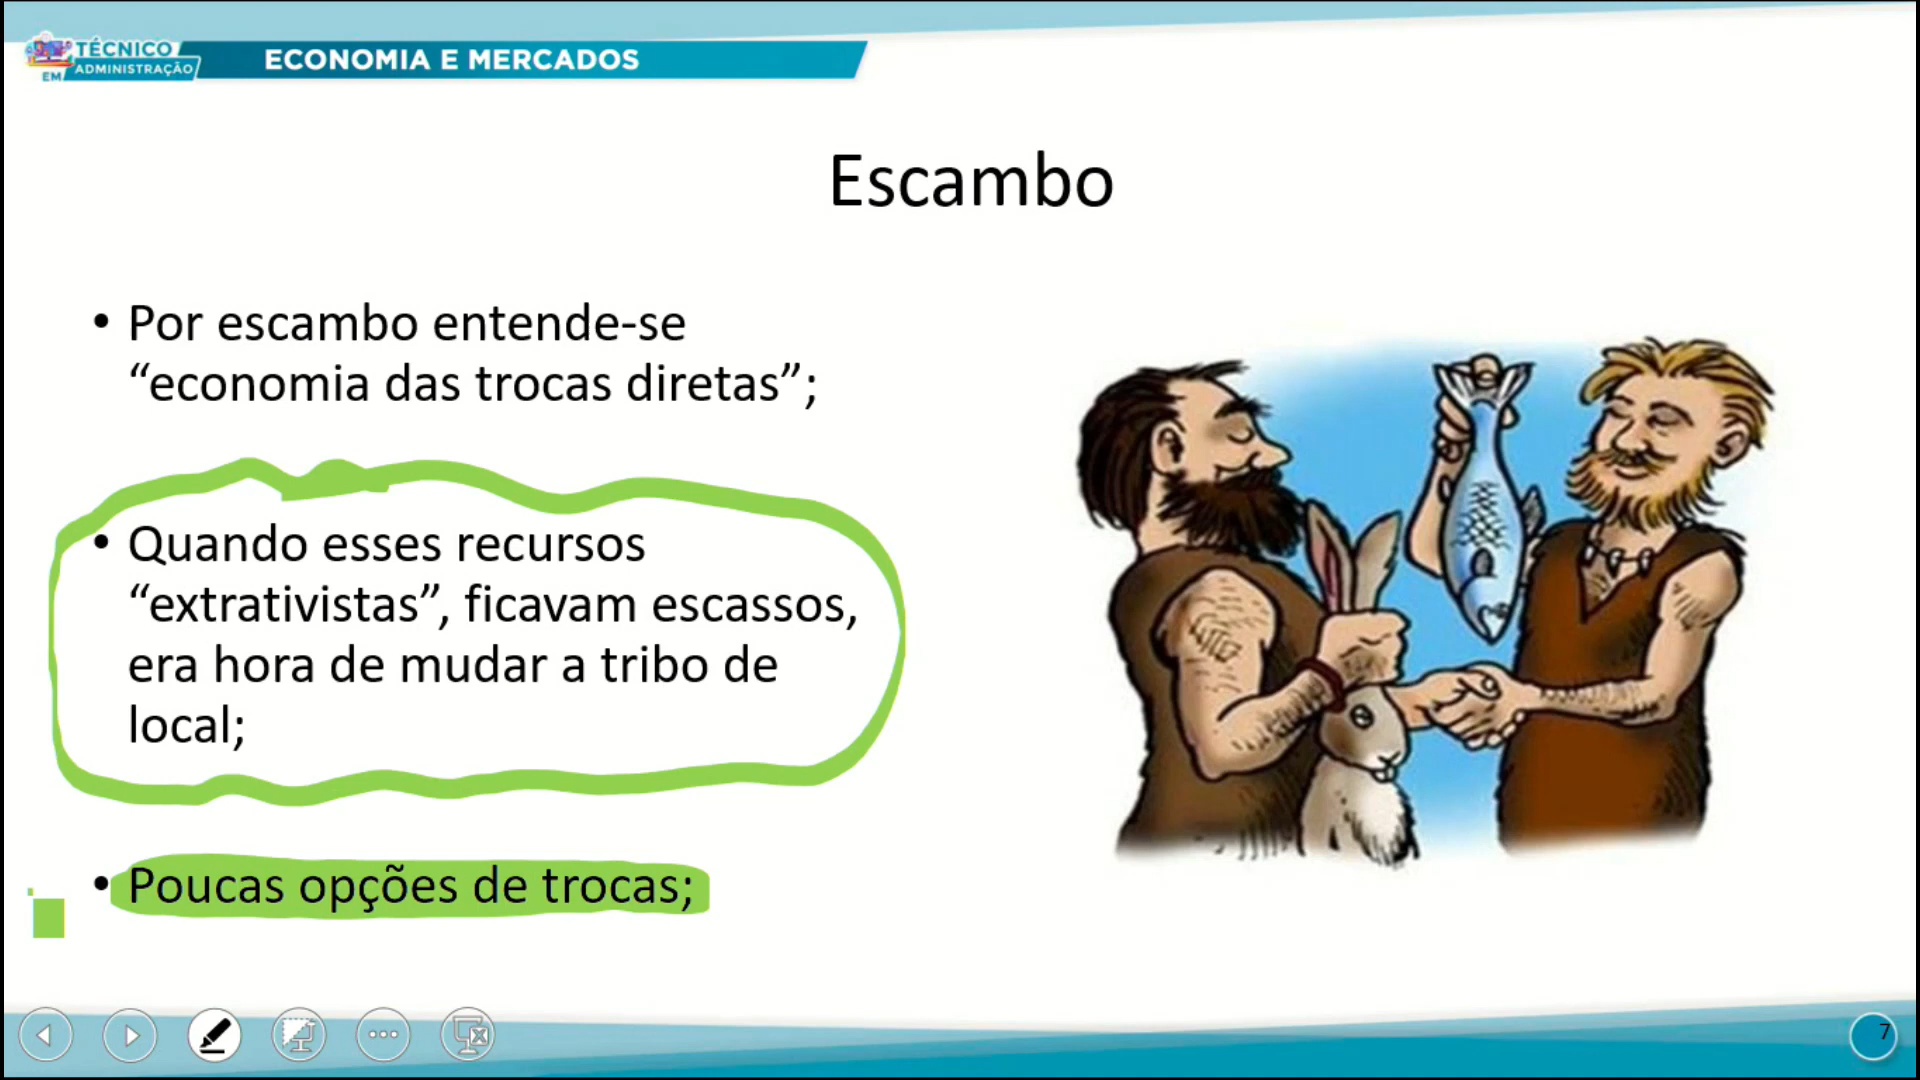 TÉCNICO
EM ADMINISTRAÇÃO
ECONOMIA E MERCADOS
Escambo
• Por escambo entende-se
“economia das trocas diretas”;
• Quando esses recursos
“extrativistas”, ficavam escassos,
era hora de mudar a tribo de
local;
• Poucas opções de trocas;
7